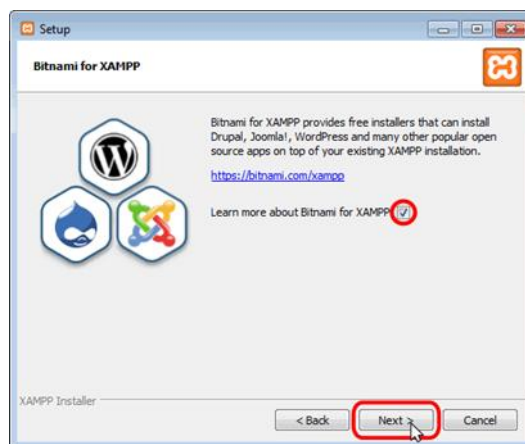 Setup
Bitnami for XAMPP
Bitnami for XAMPP provides free installers that can install
Drupal, Joomla!, WordPress and many other popular open
source apps on top of your existing XAMPP installation.
https://bitnami.com/xampp
Learn more about Bitnami for XAMPP
XAMPP Installer
< Back
Next >
Cancel